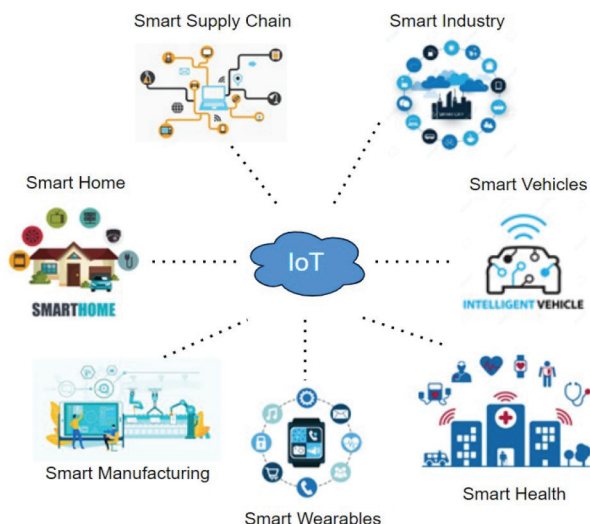 Smart Supply Chain
Smart Industry
Smart Home
Smart Vehicles
IoT
SMARTHOME
INTELLIGENT VEHICLE
Smart Manufacturing
Smart Wearables
Smart Health